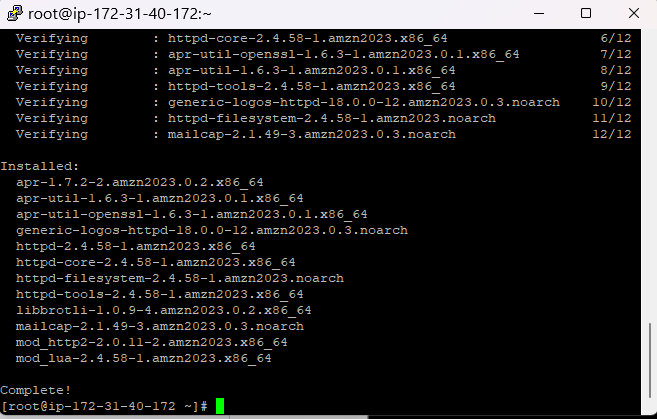 root@ip-172-31-40-172:~
Verifying : httpd-core-2.4.58-1.amzn2023.x86_64 6/12
Verifying : apr-util-openssl-1.6.3-1.amzn2023.0.1.x86_64 7/12
Verifying : apr-util-1.6.3-1.amzn2023.0.1.x86_64 8/12
Verifying : httpd-tools-2.4.58-1.amzn2023.x86_64 9/12
Verifying : generic-logos-httpd-18.0.0-12.amzn2023.0.3.noarch 10/12
Verifying : httpd-filesystem-2.4.58-1.amzn2023.noarch 11/12
Verifying : mailcap-2.1.49-3.amzn2023.0.3.noarch 12/12
Installed:
apr-1.7.2-2.amzn2023.0.2.x86_64
apr-util-1.6.3-1.amzn2023.0.1.x86_64
apr-util-openssl-1.6.3-1.amzn2023.0.1.x86_64
generic-logos-httpd-18.0.0-12.amzn2023.0.3.noarch
httpd-2.4.58-1.amzn2023.x86_64
httpd-core-2.4.58-1.amzn2023.x86_64
httpd-filesystem-2.4.58-1.amzn2023.noarch
httpd-tools-2.4.58-1.amzn2023.x86_64
libbrotli-1.0.9-4.amzn2023.0.2.x86_64
mailcap-2.1.49-3.amzn2023.0.3.noarch
mod_http2-2.0.11-2.amzn2023.x86_64
mod_lua-2.4.58-1.amzn2023.x86_64
Complete!
[root@ip-172-31-40-172 ~]#